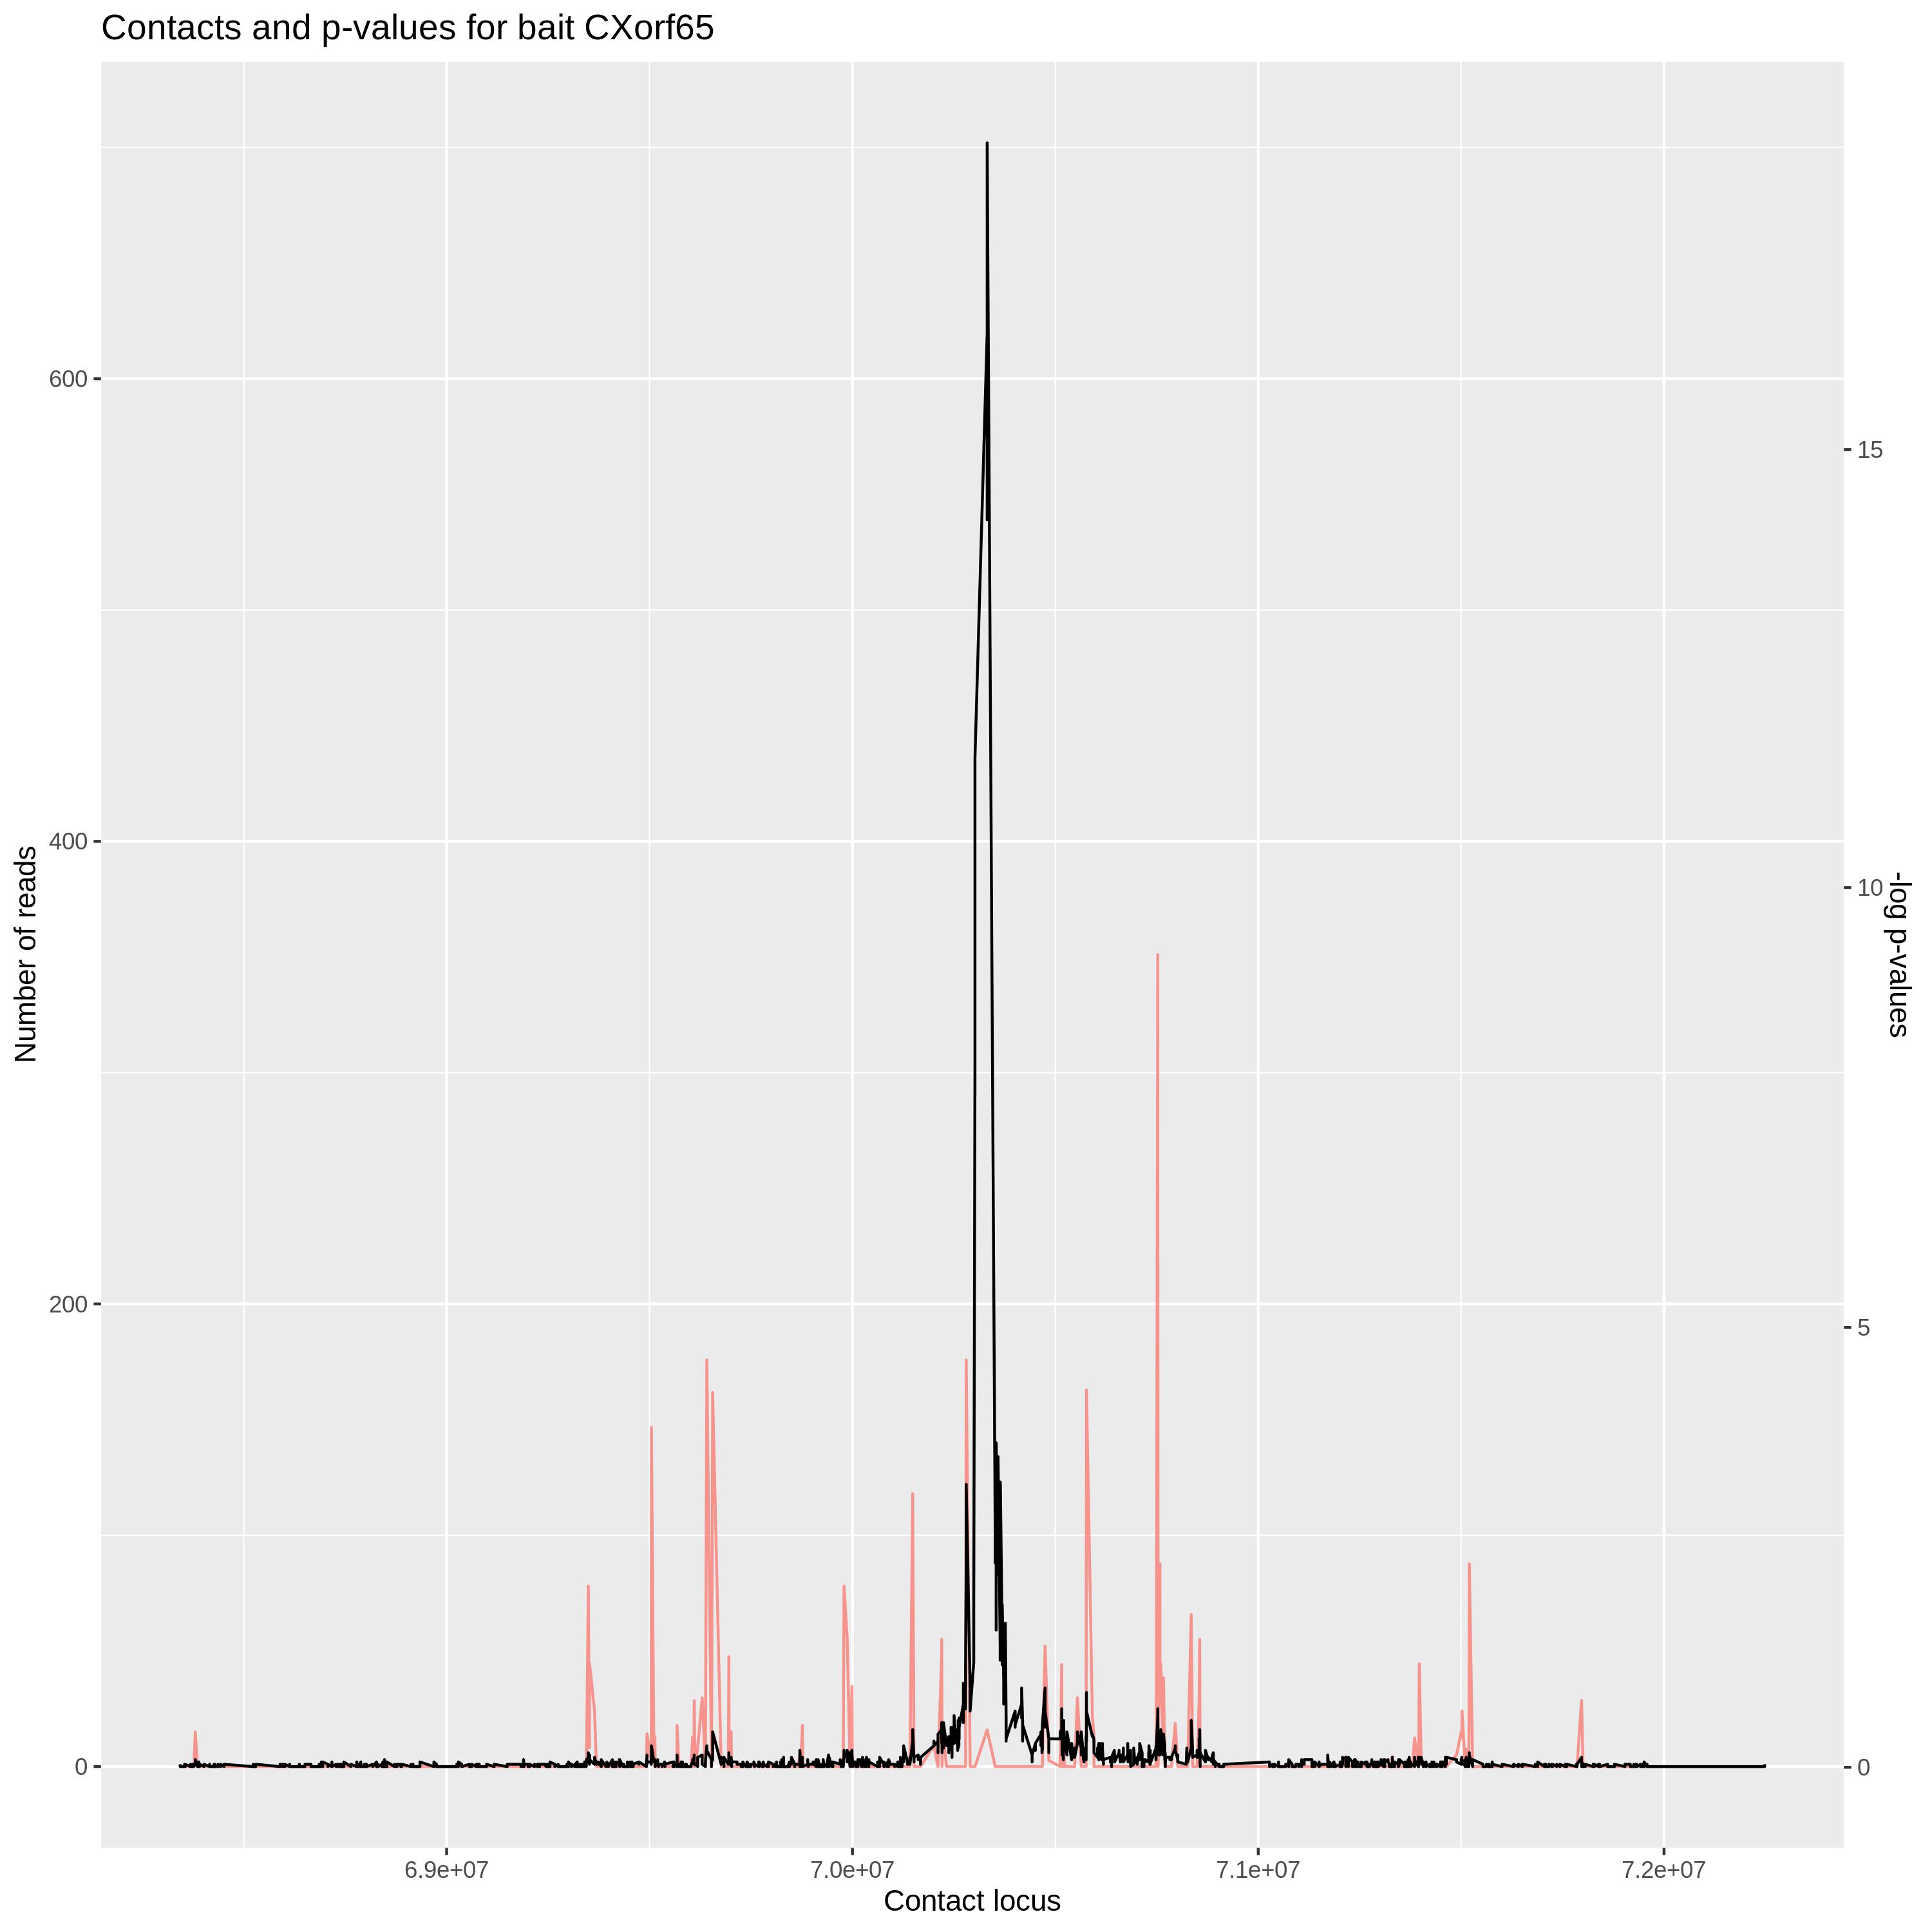 Contacts and p-values for bait CXorf65
Number of reads
600
400
200
0
15
10
5
0
-log p-values
6.9e+07
7.0e+07
7.1e+07
7.2e+07
Contact locus